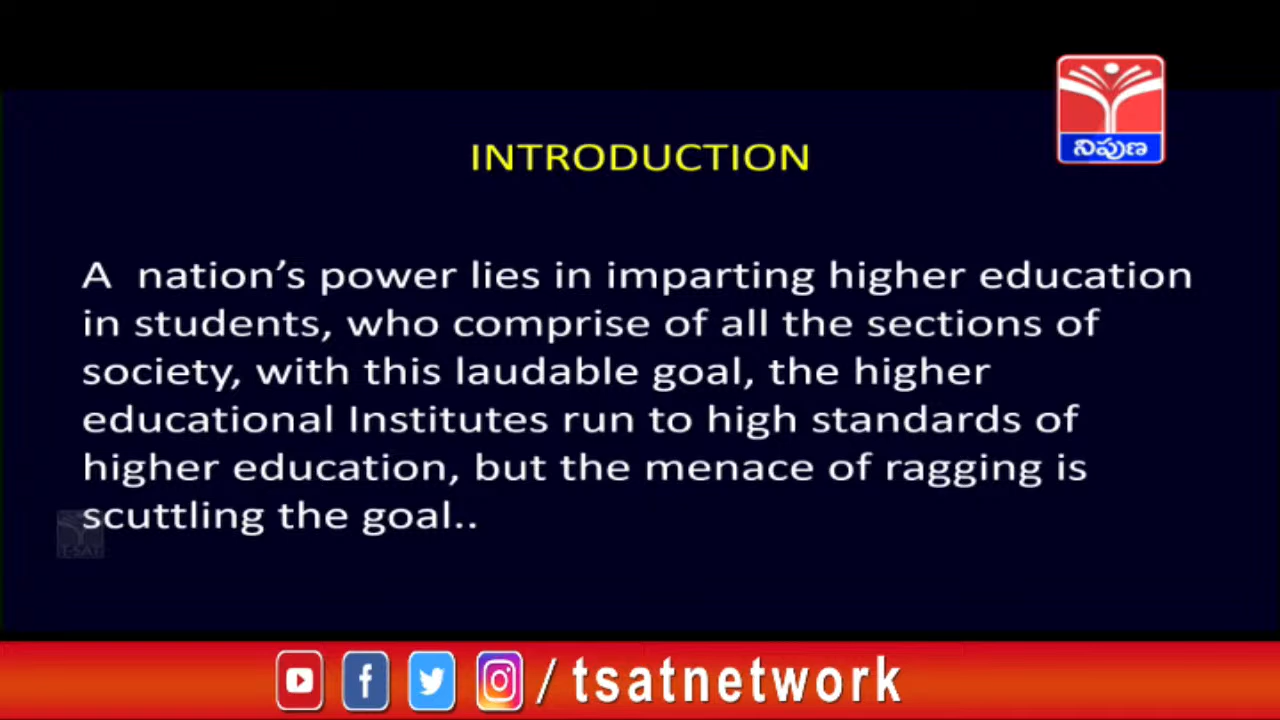 INTRODUCTION
నిపుణ
A nation's power lies in imparting higher education
in students, who comprise of all the sections of
society, with this laudable goal, the higher
educational Institutes run to high standards of
higher education, but the menace of ragging is
scuttling the goal..
T-SAT
/ tsatnetwork